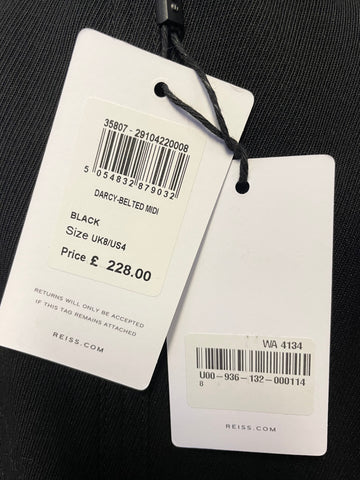 35807 - 29104220008
5 054832 879032
DARCY-BELTED MIDI
BLACK
Size UK8/US4
Price £ 228.00
RETURNS WILL ONLY BE ACCEPTED
IF THIS TAG REMAINS ATTACHED
REISS.COM
WA 4134
U00-936-132-000114
8
REISS.COM